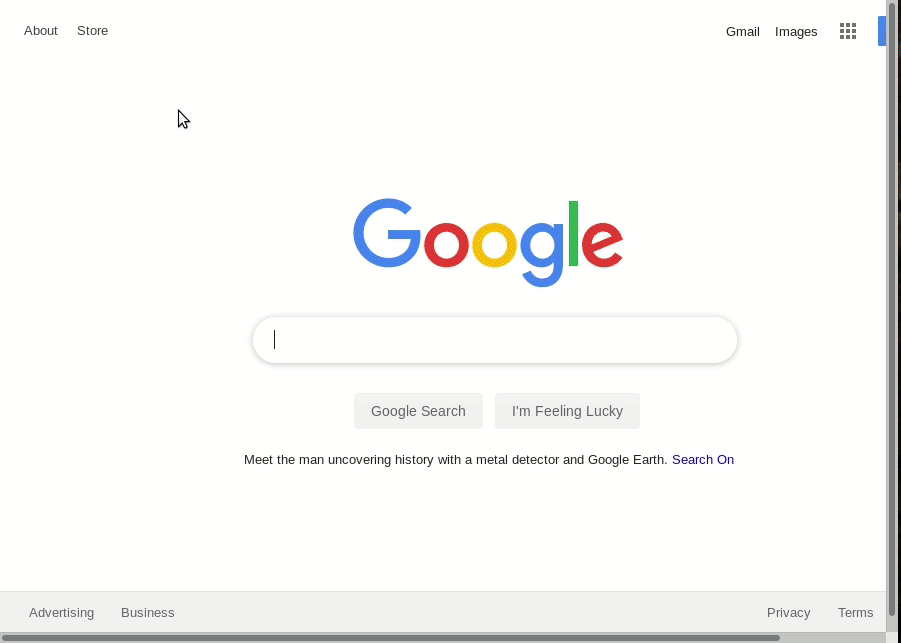 About Store Gmail Images
Google
Google Search I'm Feeling Lucky
Meet the man uncovering history with a metal detector and Google Earth. Search On
Advertising Business Privacy Terms